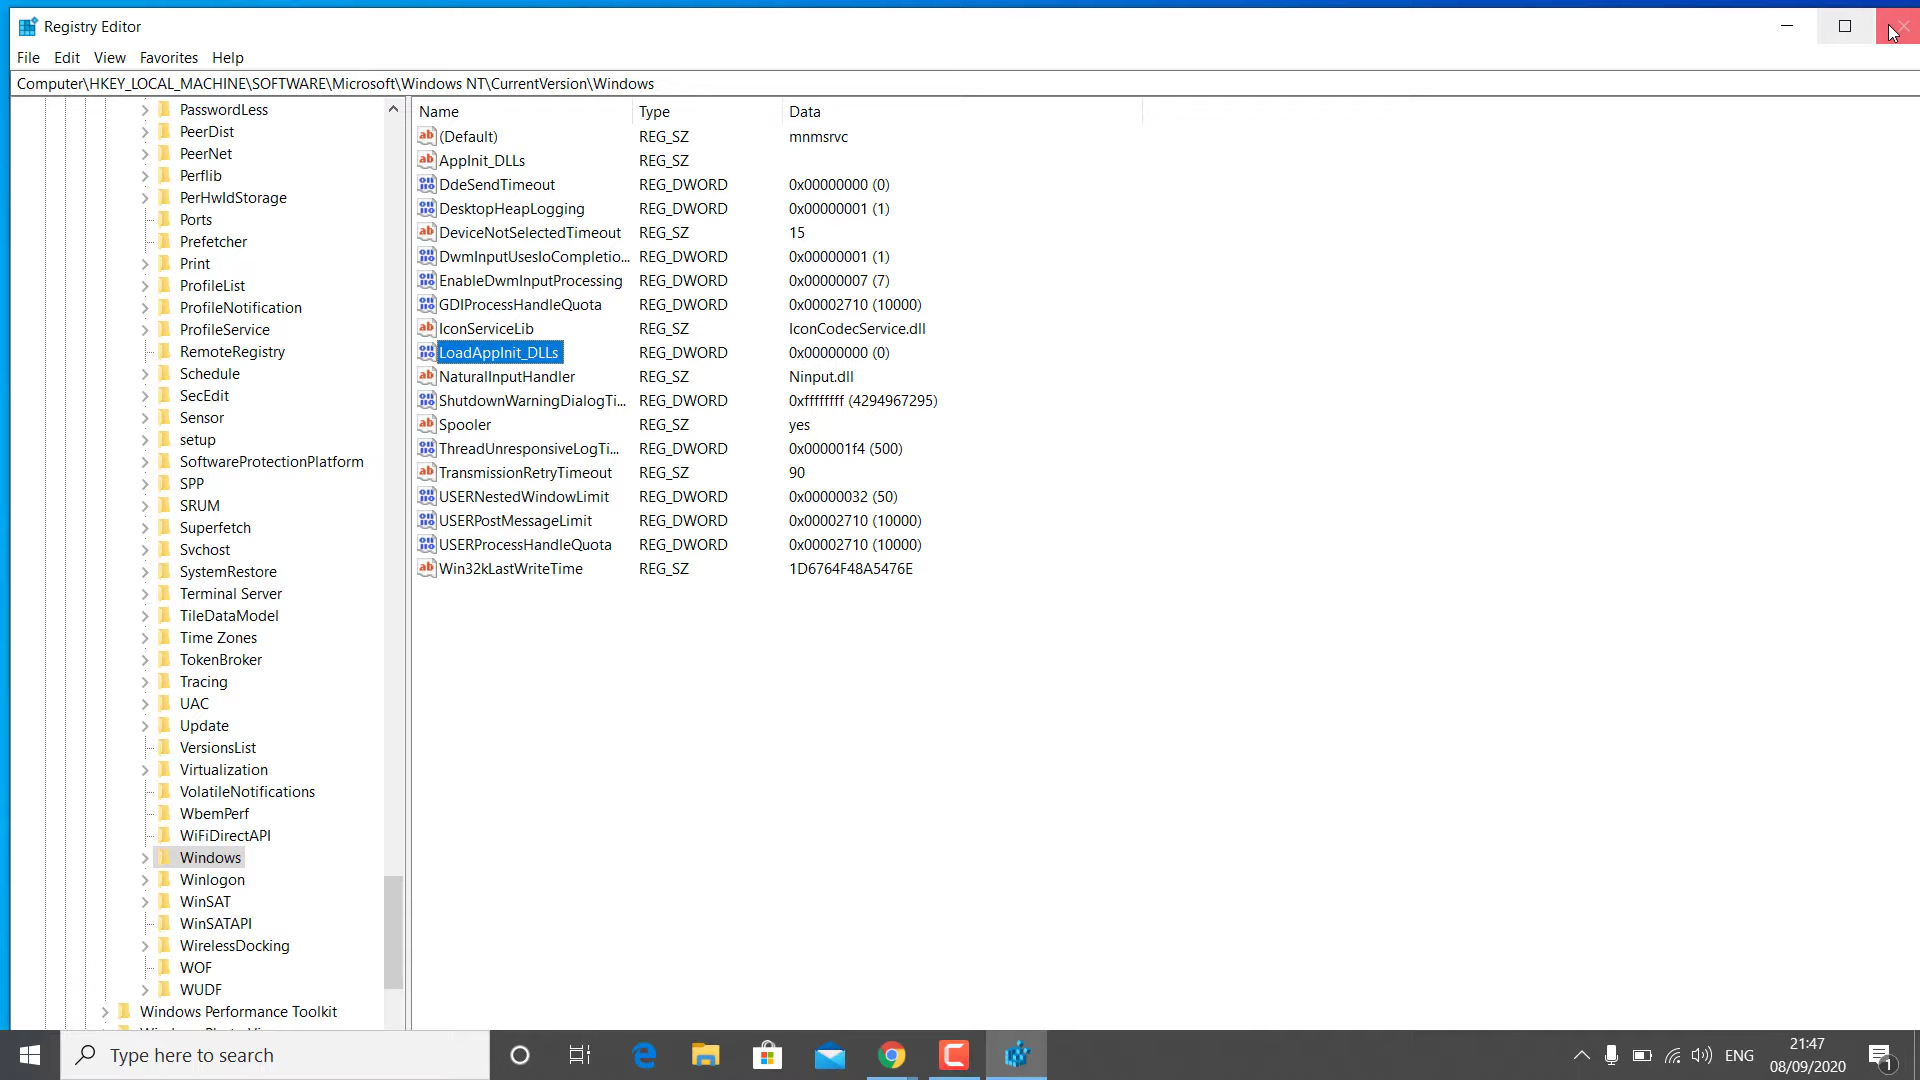 Registry Editor
File Edit View Favorites Help
Computer\HKEY_LOCAL_MACHINE\SOFTWARE\Microsoft\Windows NT\CurrentVersion\Windows
PasswordLess
PeerDist
PeerNet
Perflib
PerHwIdStorage
Ports
Prefetcher
Print
ProfileList
ProfileNotification
ProfileService
RemoteRegistry
Schedule
SecEdit
Sensor
setup
SoftwareProtectionPlatform
SPP
SRUM
Superfetch
Svchost
SystemRestore
Terminal Server
TileDataModel
Time Zones
TokenBroker
Tracing
UAC
Update
VersionsList
Virtualization
VolatileNotifications
WbemPerf
WiFiDirectAPI
Windows
Winlogon
WinSAT
WinSATAPI
WirelessDocking
WOF
WUDF
Windows Performance Toolkit
Name Type Data
(Default) REG_SZ mnmsrvc
AppInit_DLLs REG_SZ
DdeSendTimeout REG_DWORD 0x00000000 (0)
DesktopHeapLogging REG_DWORD 0x00000001 (1)
DeviceNotSelectedTimeout REG_SZ 15
DwmInputUsesIoCompletio... REG_DWORD 0x00000001 (1)
EnableDwmInputProcessing REG_DWORD 0x00000007 (7)
GDIProcessHandleQuota REG_DWORD 0x00002710 (10000)
IconServiceLib REG_SZ IconCodecService.dll
LoadAppInit_DLLs REG_DWORD 0x00000000 (0)
NaturalInputHandler REG_SZ Ninput.dll
ShutdownWarningDialogTi... REG_DWORD 0xffffffff (4294967295)
Spooler REG_SZ yes
ThreadUnresponsiveLogTi... REG_DWORD 0x000001f4 (500)
TransmissionRetryTimeout REG_SZ 90
USERNestedWindowLimit REG_DWORD 0x00000032 (50)
USERPostMessageLimit REG_DWORD 0x00002710 (10000)
USERProcessHandleQuota REG_DWORD 0x00002710 (10000)
Win32kLastWriteTime REG_SZ 1D6764F48A5476E
Type here to search
ENG
21:47
08/09/2020
1